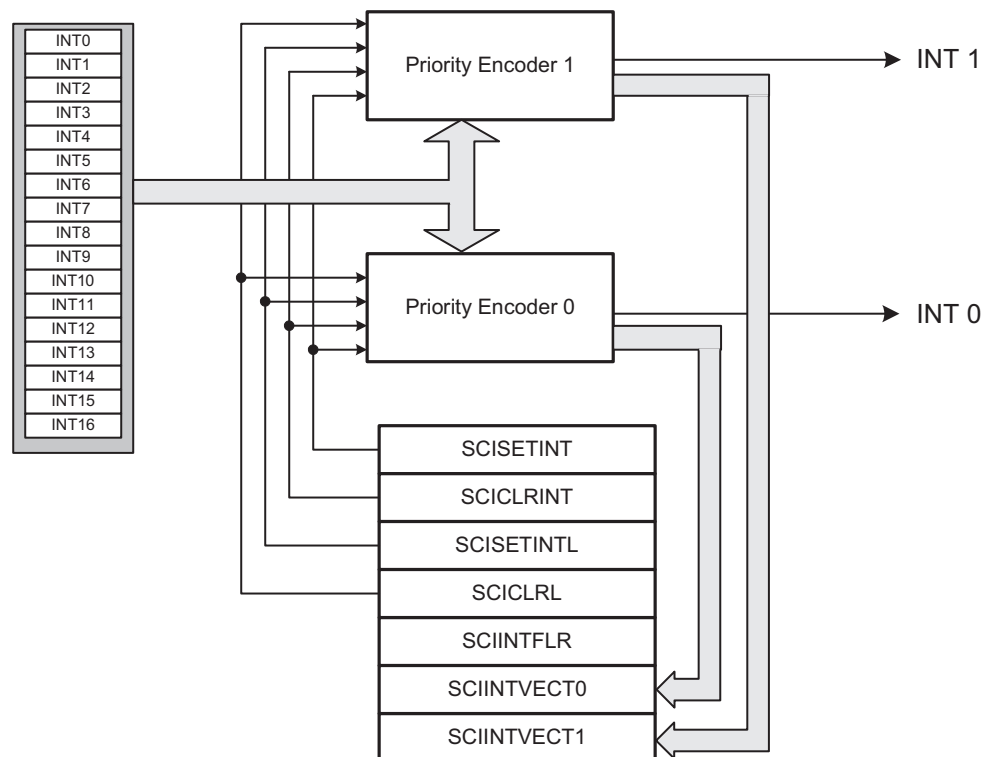 INT0
INT1
INT2
INT3
INT4
INT5
INT6
INT7
INT8
INT9
INT10
INT11
INT12
INT13
INT14
INT15
INT16
Priority Encoder 1
INT 1
Priority Encoder 0
INT 0
SCISETINT
SCICLRINT
SCISETINTL
SCICLRL
SCIINTFLR
SCIINTVECT0
SCIINTVECT1